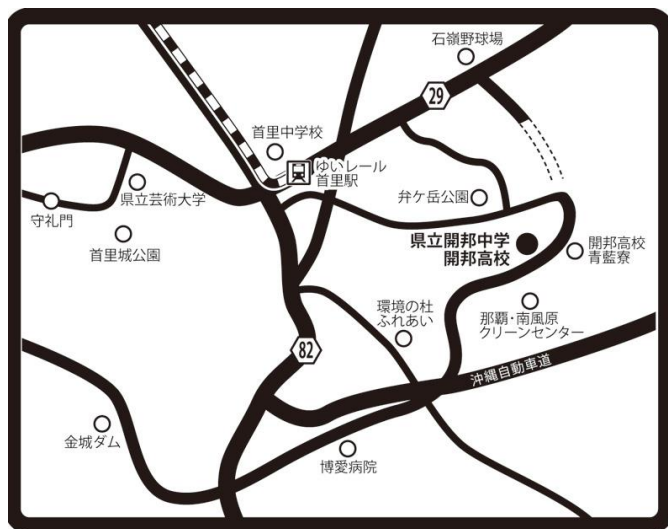 石嶺野球場
29
首里中学校
ゆいレール
首里駅
弁ケ岳公園
守礼門
県立芸術大学
首里城公園
県立開邦中学
開邦高校
開邦高校
青藍寮
環境の杜
ふれあい
那覇・南風原
クリーンセンター
82
沖縄自動車道
金城ダム
博愛病院